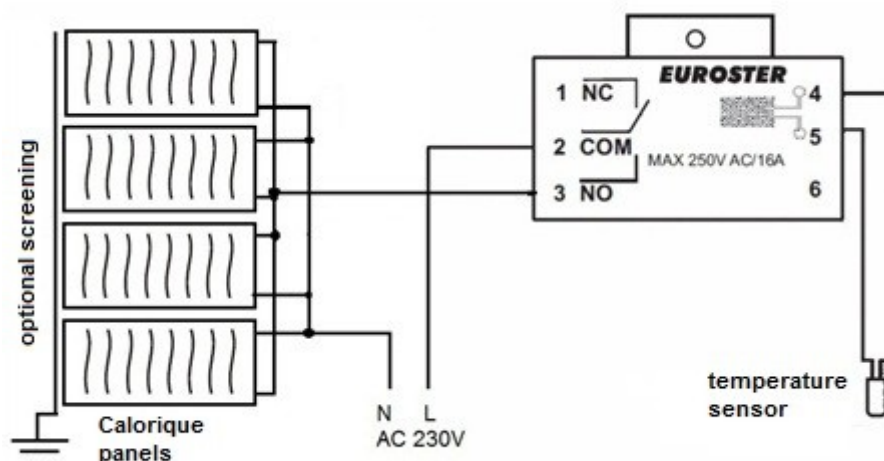 optional screening
EUROSTER
1 NC
4
5
2 COM
MAX 250V AC/16A
3 NO
6
temperature
sensor
N L
AC 230V
Calorique
panels